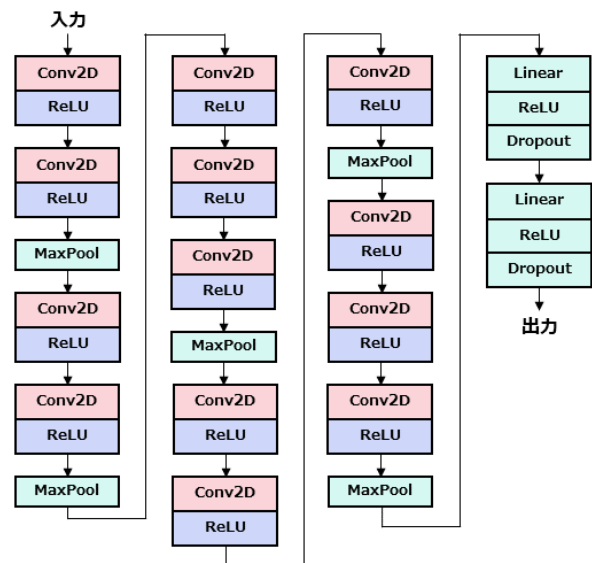 入力
Conv2D
ReLU
Conv2D
ReLU
MaxPool
Conv2D
ReLU
Conv2D
ReLU
MaxPool
Conv2D
ReLU
Conv2D
ReLU
Conv2D
ReLU
MaxPool
Conv2D
ReLU
Conv2D
ReLU
Conv2D
ReLU
MaxPool
Conv2D
ReLU
Conv2D
ReLU
Conv2D
ReLU
MaxPool
Linear
ReLU
Dropout
Linear
ReLU
Dropout
出力